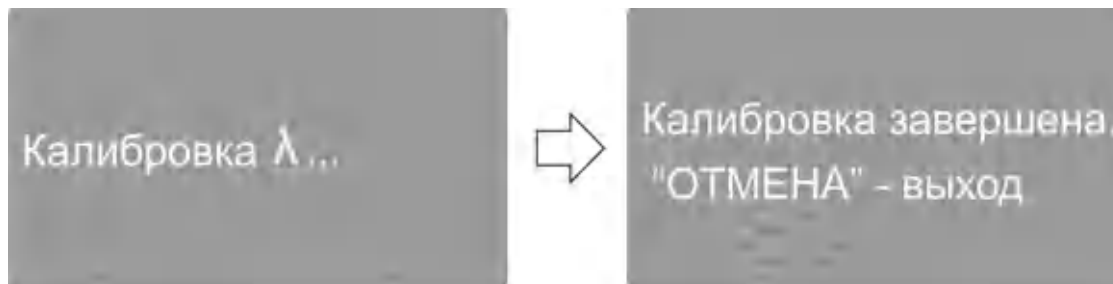 Калибровка λ ...
Калибровка завершена.
"ОТМЕНА" - выход